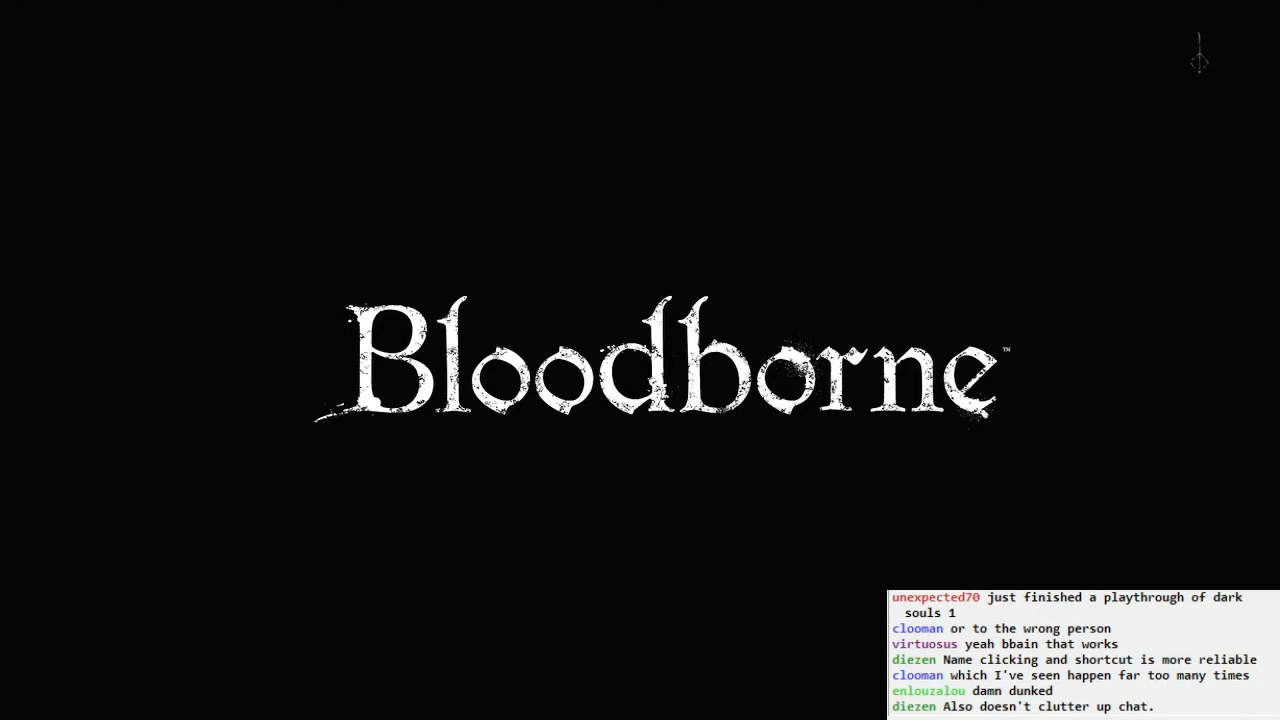 Bloodborne™
unexpected70 just finished a playthrough of dark
souls 1
clooman or to the wrong person
virtuosus yeah bbain that works
diezen Name clicking and shortcut is more reliable
clooman which I've seen happen far too many times
enlouzalou damn dunked
diezen Also doesn't clutter up chat.